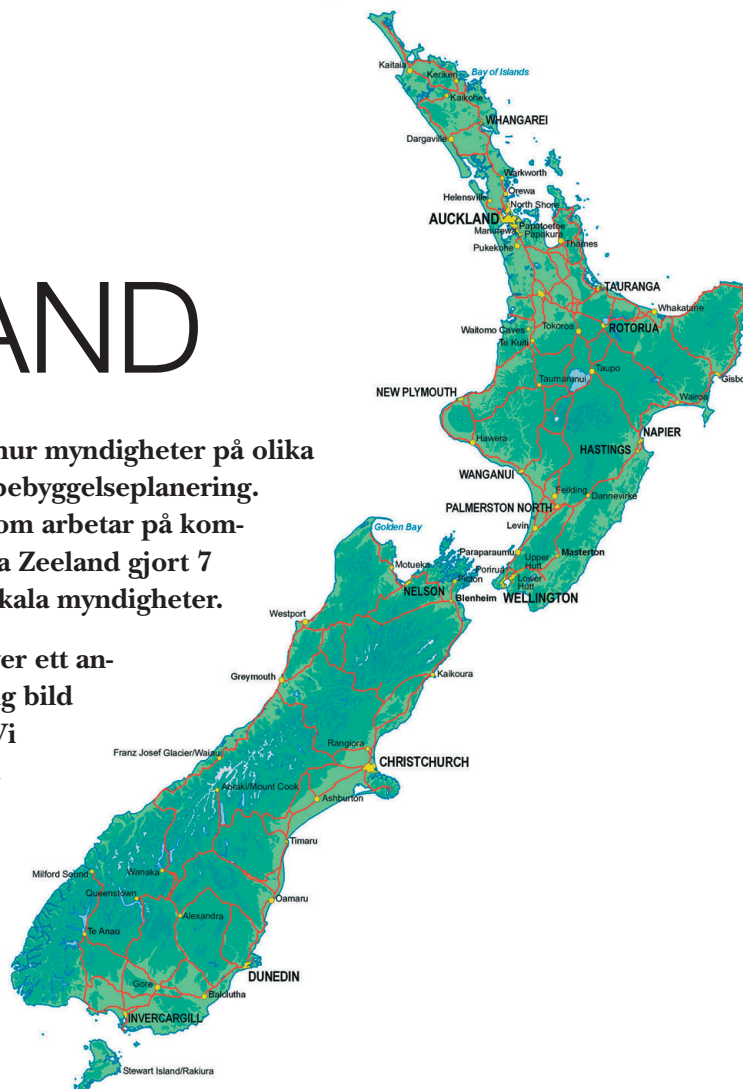 AND
nur myndigheter på olika
bebyggelseplanering.
om arbetar på kom-
a Zeeland gjort 7
kala myndigheter.
er ett an-
g bild
Vi
Kaitaia
Kerikeri
Bay of Islands
Kaikohe
WHANGAREI
Dargaville
Warkworth
Orewa
Helensville
North Shore
AUCKLAND
Papatoetoe
Manurewa
Papakura
Pukekohe
Thames
TAURANGA
Whakatane
Waitomo Caves
Tokoroa
ROTORUA
Te Kuiti
Taupo
Taumarunui
Gisbo
NEW PLYMOUTH
Wairoa
NAPIER
Hawera
HASTINGS
WANGANUI
Feilding
Dannevirke
PALMERSTON NORTH
Levin
Golden Bay
Paraparaumu
Upper
Hutt
Masterton
Motueka
Porirua
Lower
Hutt
Picton
NELSON
Blenheim
WELLINGTON
Westport
Greymouth
Kaikoura
Rangiora
Franz Josef Glacier/Waiau
CHRISTCHURCH
Aoraki/Mount Cook
Ashburton
Timaru
Milford Sound
Wanaka
Queenstown
Oamaru
Alexandra
Te Anau
DUNEDIN
Gore
Balclutha
INVERCARGILL
Stewart Island/Rakiura